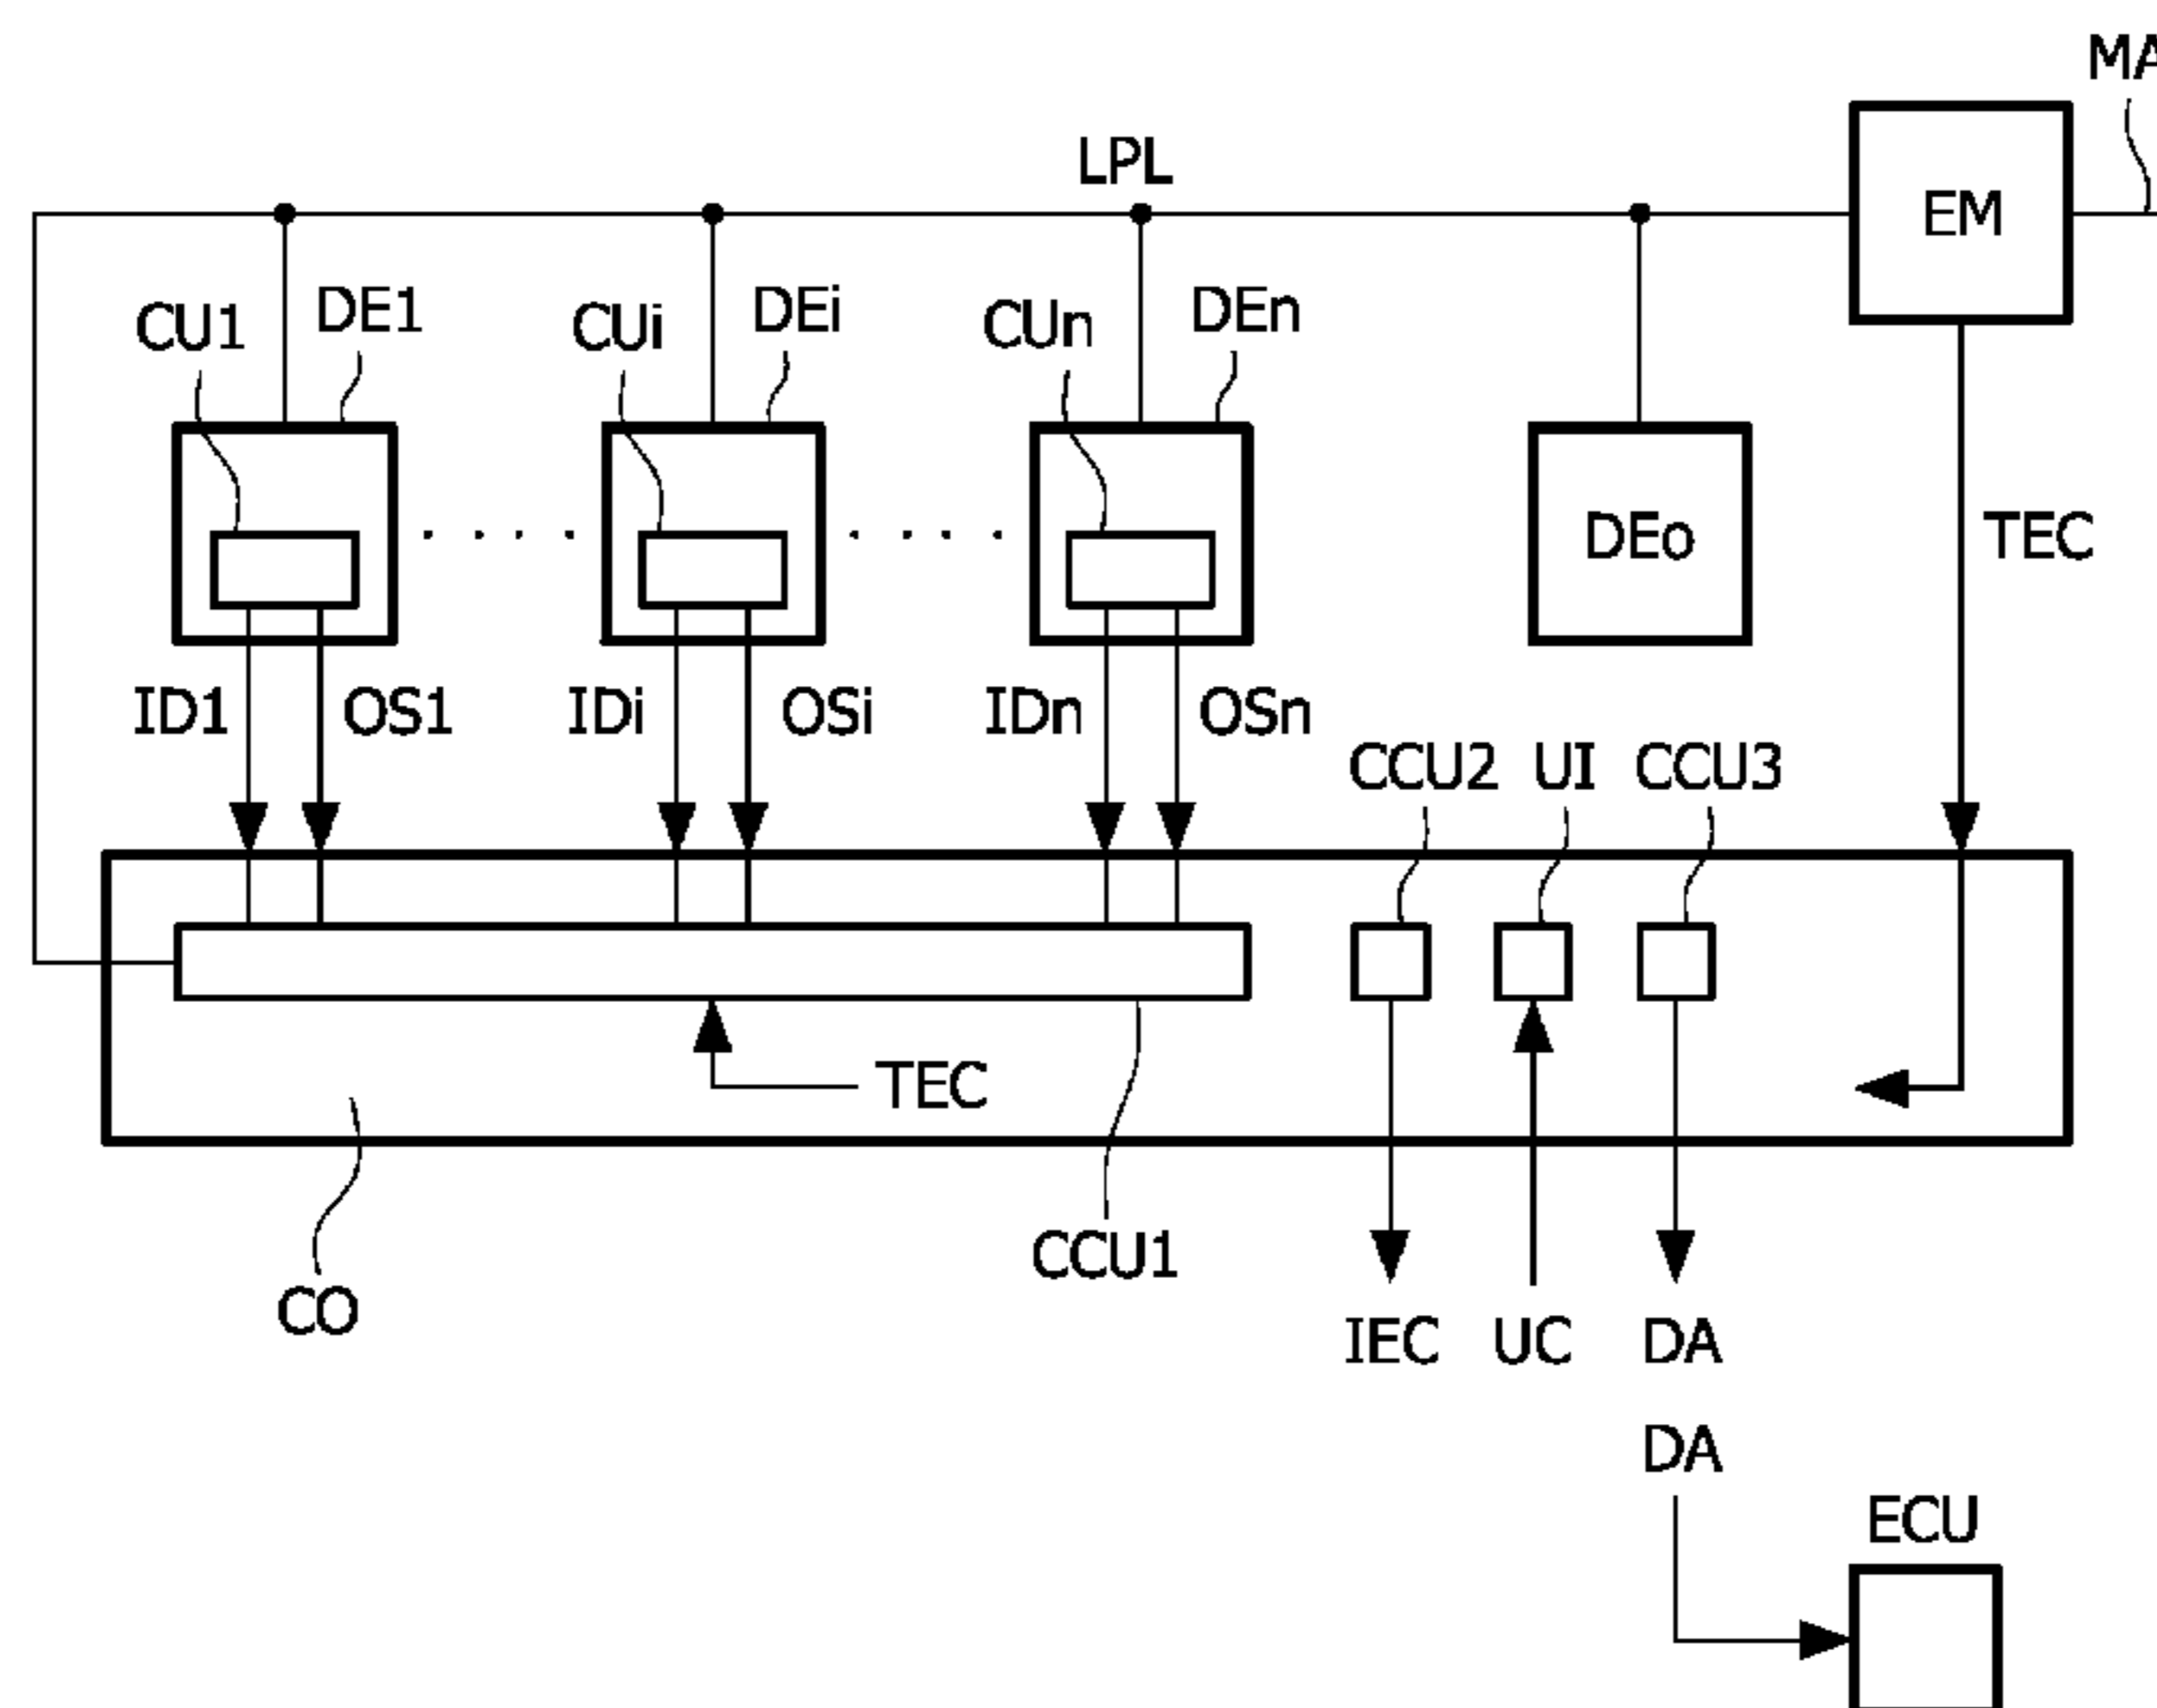 MA
LPL
EM
CU1 DE1 CUi DEi CUn DEn
DEo TEC
ID1 OS1 IDi OSi IDn OSn
CCU2 UI CCU3
TEC
CCU1
CO
IEC UC DA
DA
ECU